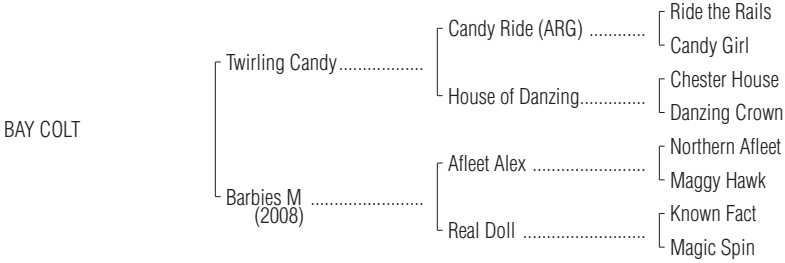 Ride the Rails
Candy Ride (ARG) ............
Candy Girl
Twirling Candy..................
Chester House
House of Danzing..............
Danzing Crown
BAY COLT
Northern Afleet
Afleet Alex ........................
Maggy Hawk
Barbies M ........................
(2008)
Known Fact
Real Doll ..........................
Magic Spin